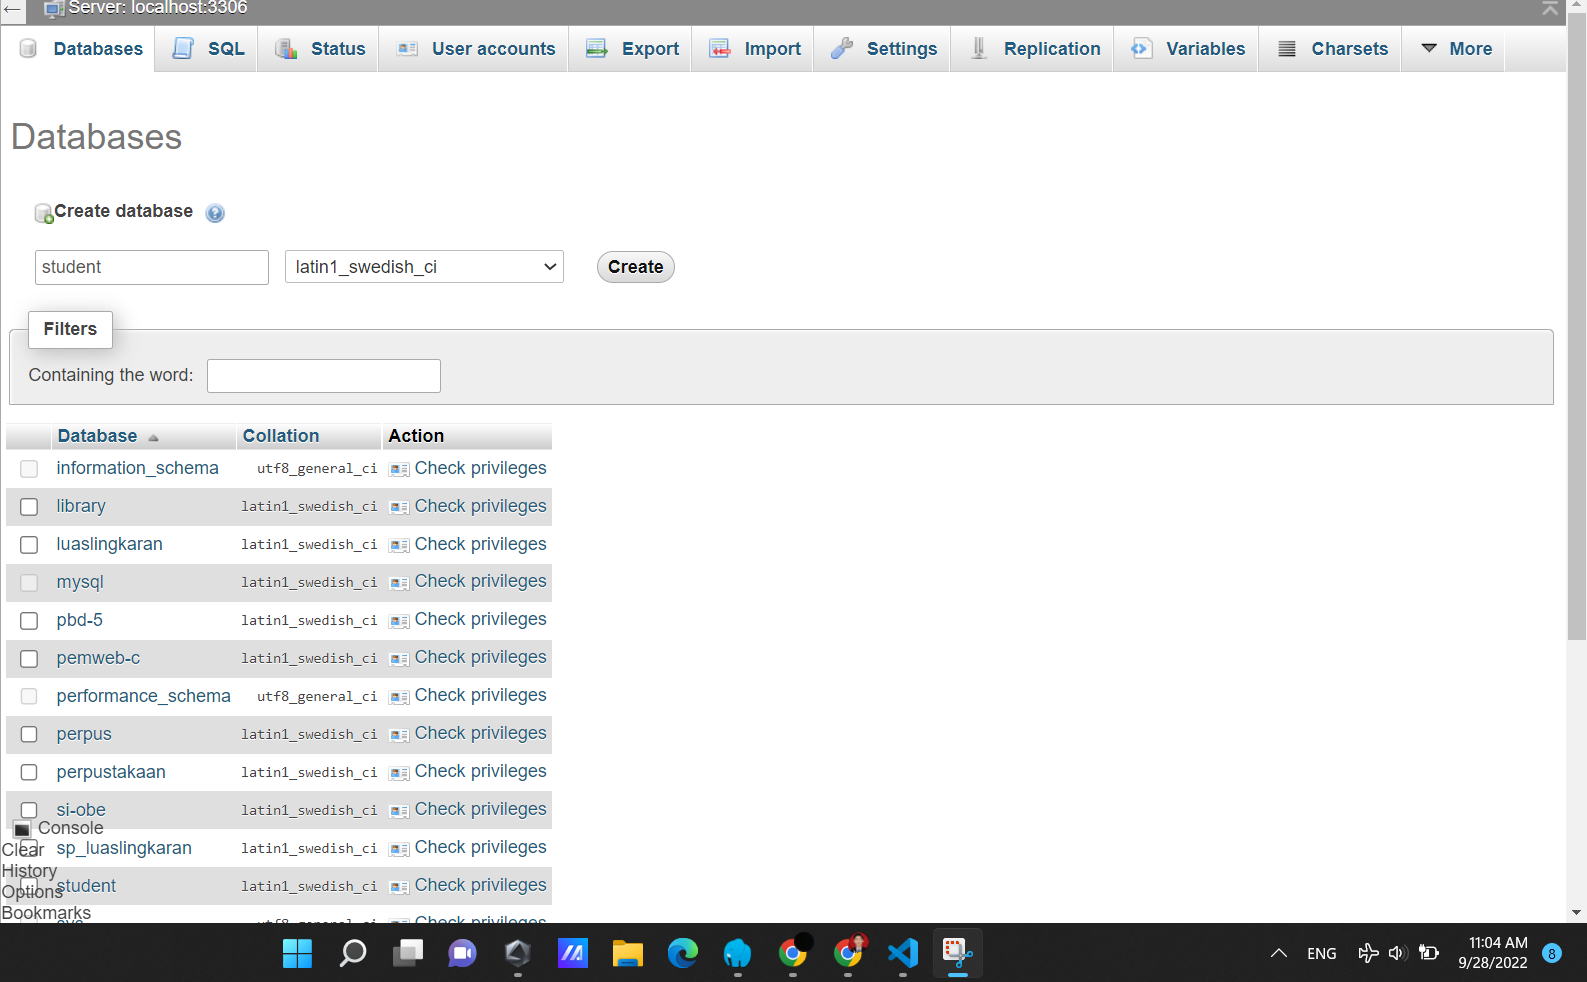 Server: localhost:3306
Databases SQL Status User accounts Export Import Settings Replication Variables Charsets More
Databases
Create database
student latin1_swedish_ci Create
Filters
Containing the word:
Database Collation Action
information_schema utf8_general_ci Check privileges
library latin1_swedish_ci Check privileges
luaslingkaran latin1_swedish_ci Check privileges
mysql latin1_swedish_ci Check privileges
pbd-5 latin1_swedish_ci Check privileges
pemweb-c latin1_swedish_ci Check privileges
performance_schema utf8_general_ci Check privileges
perpus latin1_swedish_ci Check privileges
perpustakaan latin1_swedish_ci Check privileges
si-obe latin1_swedish_ci Check privileges
Console
sp_luaslingkaran latin1_swedish_ci Check privileges
Clear
History
student latin1_swedish_ci Check privileges
Options
Bookmarks
sys utf8_general_ci Check privileges
ENG 11:04 AM
9/28/2022 8